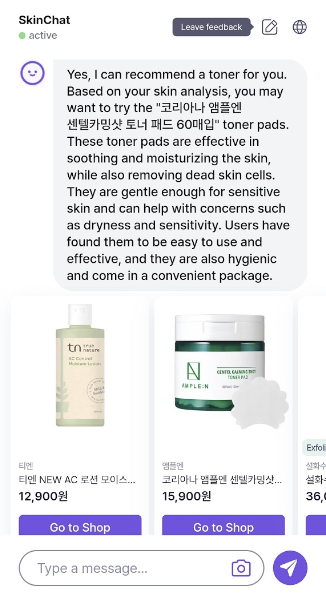 SkinChat
active
Leave feedback
Yes, I can recommend a toner for you.
Based on your skin analysis, you may
want to try the "코리아나 앰플엔
센텔카밍샷 토너 패드 60매입" toner pads.
These toner pads are effective in
soothing and moisturizing the skin,
while also removing dead skin cells.
They are gentle enough for sensitive
skin and can help with concerns such
as dryness and sensitivity. Users have
found them to be easy to use and
effective, and they are also hygienic
and come in a convenient package.
tn
true nature
AC Control
Moisture Lotion
AMPLE:N
CENTEL CALMING SHOT
TONER PAD
Exfoli
티엔
티엔 NEW AC 로션 모이스...
12,900원
Go to Shop
앰플엔
코리아나 앰플엔 센텔카밍샷...
15,900원
Go to Shop
설화수
설화수
36,0
Type a message...